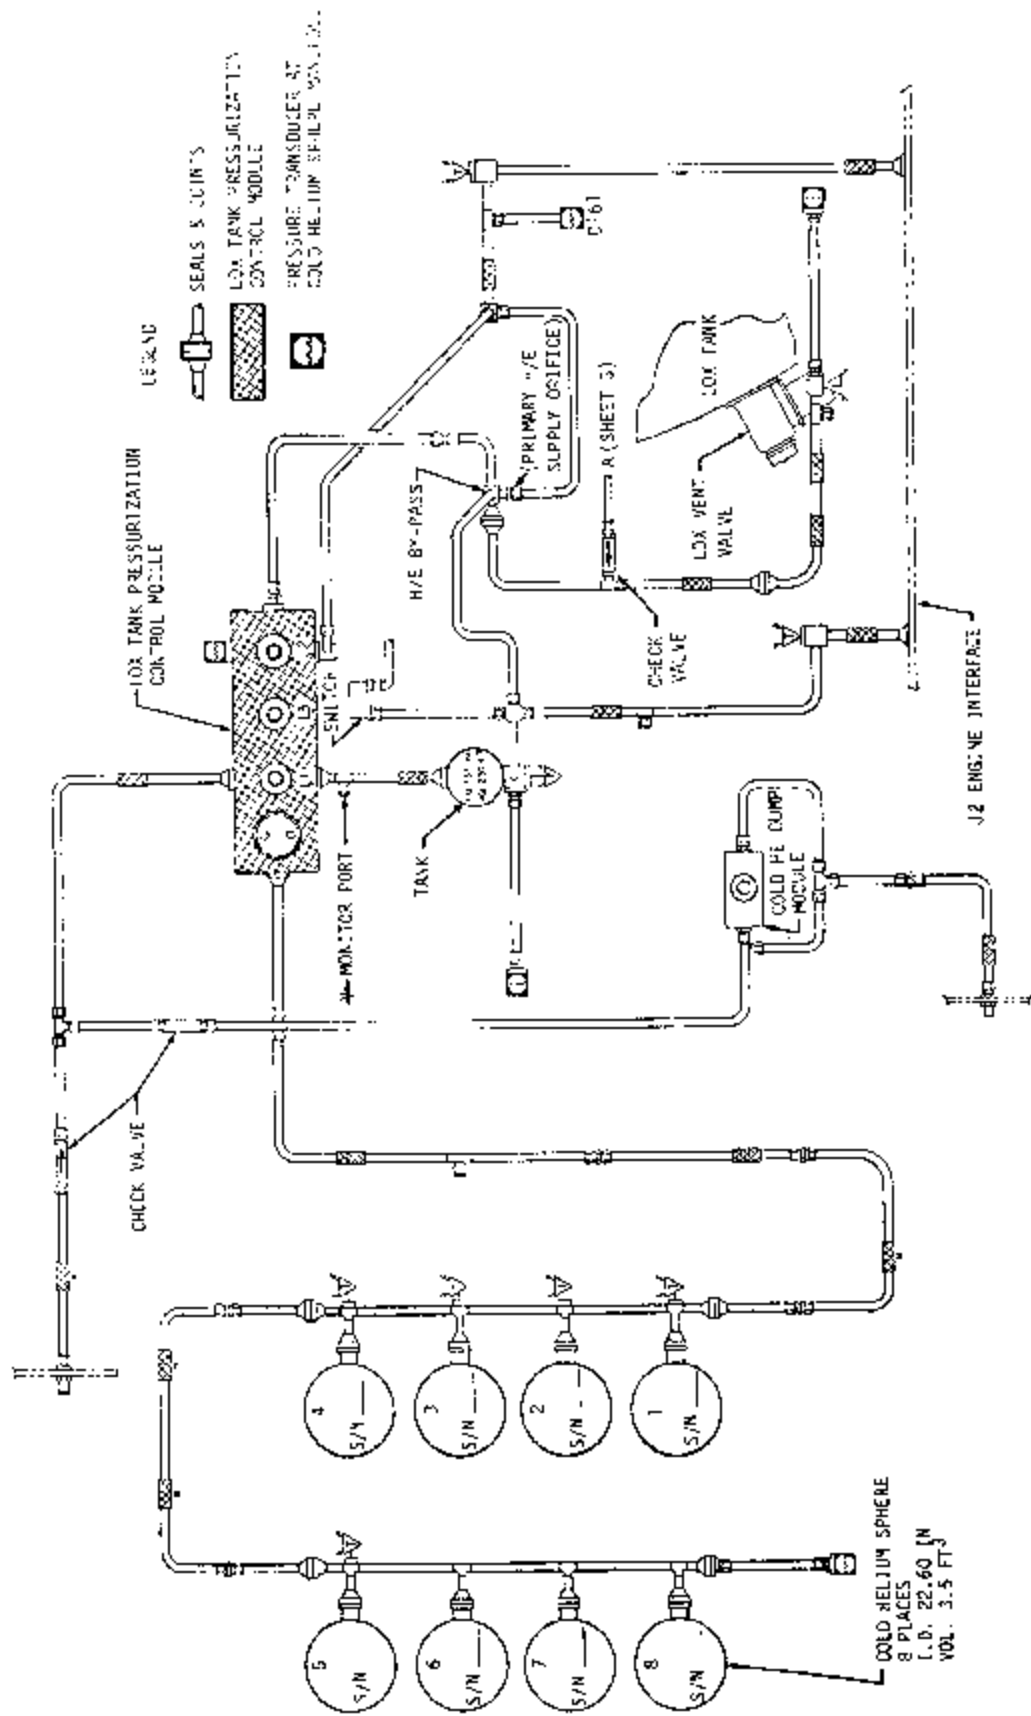 LEGEND
SEALS & JOINTS
LOX TANK PRESSURIZATION
CONTROL MODULE
PRESSURE TRANSDUCER AT
COLD HELIUM SPHERE
LOX TANK PRESSURIZATION
CONTROL MODULE
SWITCH
MONITOR PORT
TANK
H/E BY-PASS
PRIMARY H/E
SUPPLY ORIFICE
A (SHEET
CHECK
VALVE
LOX VENT
VALVE
LOX TANK
J2 ENGINE INTERFACE
COLD HE DUMP
MODULE
CHECK VALVE
4
S/N
3
S/N
2
S/N
1
S/N
5
S/N
6
S/N
7
S/N
8
S/N
COLD HELIUM SPHERE
8 PLACES
I.D. 22.60 IN
VOL. 3.5 FT3